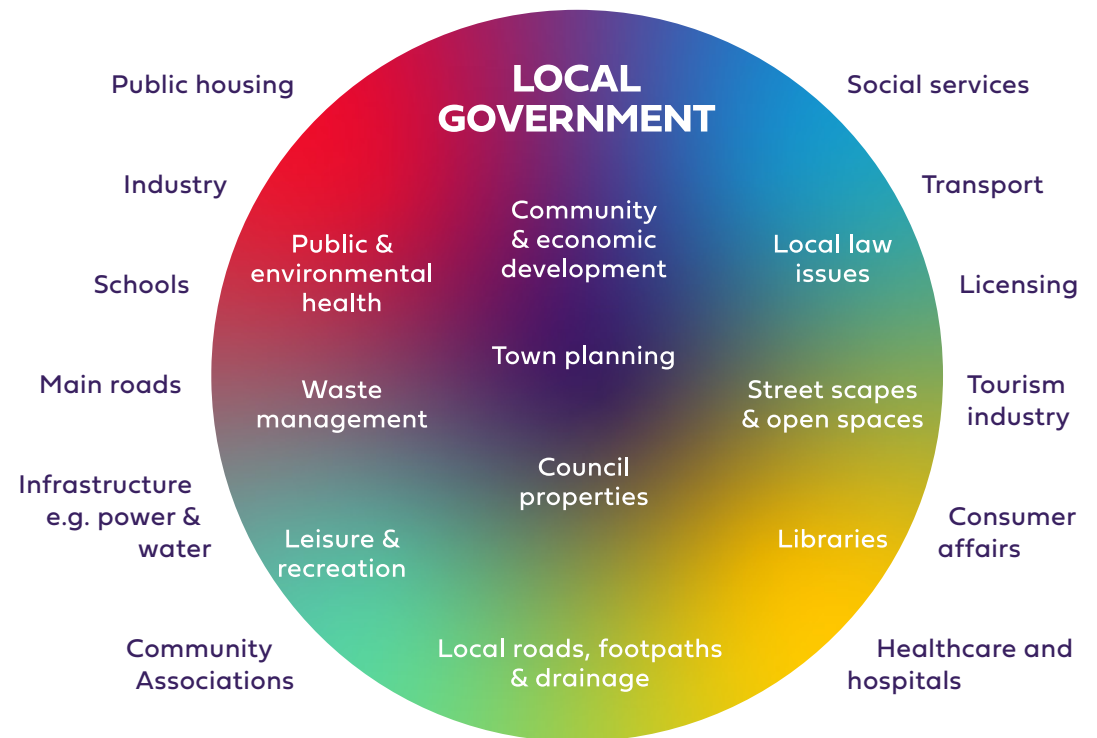 LOCAL
GOVERNMENT
Public housing
Industry
Schools
Main roads
Infrastructure
e.g. power &
water
Community
Associations
Public &
environmental
health
Waste
management
Leisure &
recreation
Community
& economic
development
Town planning
Council
properties
Local roads, footpaths
& drainage
Local law
issues
Street scapes
& open spaces
Libraries
Social services
Transport
Licensing
Tourism
industry
Consumer
affairs
Healthcare and
hospitals